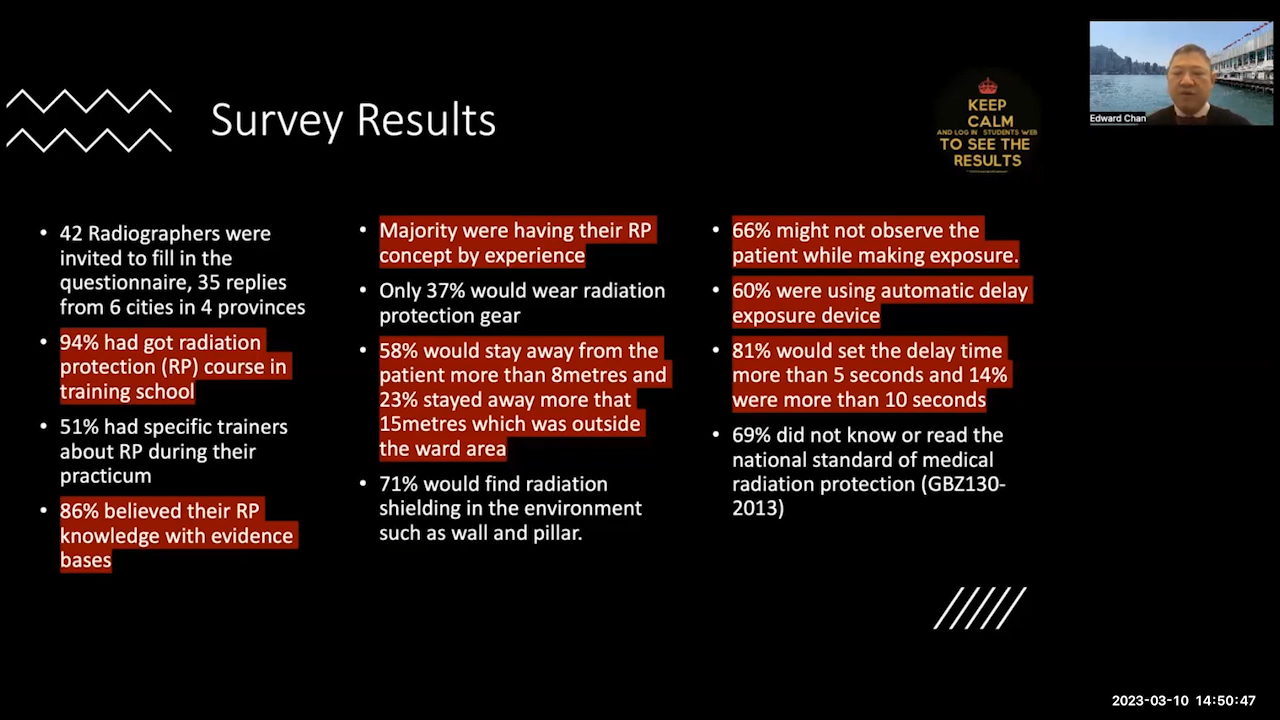 Survey Results
KEEP
CALM
AND LOG IN STUDENTS WEB
TO SEE THE
RESULTS
Edward Chan
• 42 Radiographers were
invited to fill in the
questionnaire, 35 replies
from 6 cities in 4 provinces
• 94% had got radiation
protection (RP) course in
training school
• 51% had specific trainers
about RP during their
practicum
• 86% believed their RP
knowledge with evidence
bases
• Majority were having their RP
concept by experience
• Only 37% would wear radiation
protection gear
• 58% would stay away from the
patient more than 8metres and
23% stayed away more that
15metres which was outside
the ward area
• 71% would find radiation
shielding in the environment
such as wall and pillar.
• 66% might not observe the
patient while making exposure.
• 60% were using automatic delay
exposure device
• 81% would set the delay time
more than 5 seconds and 14%
were more than 10 seconds
• 69% did not know or read the
national standard of medical
radiation protection (GBZ130-
2013)
2023-03-10 14:50:47